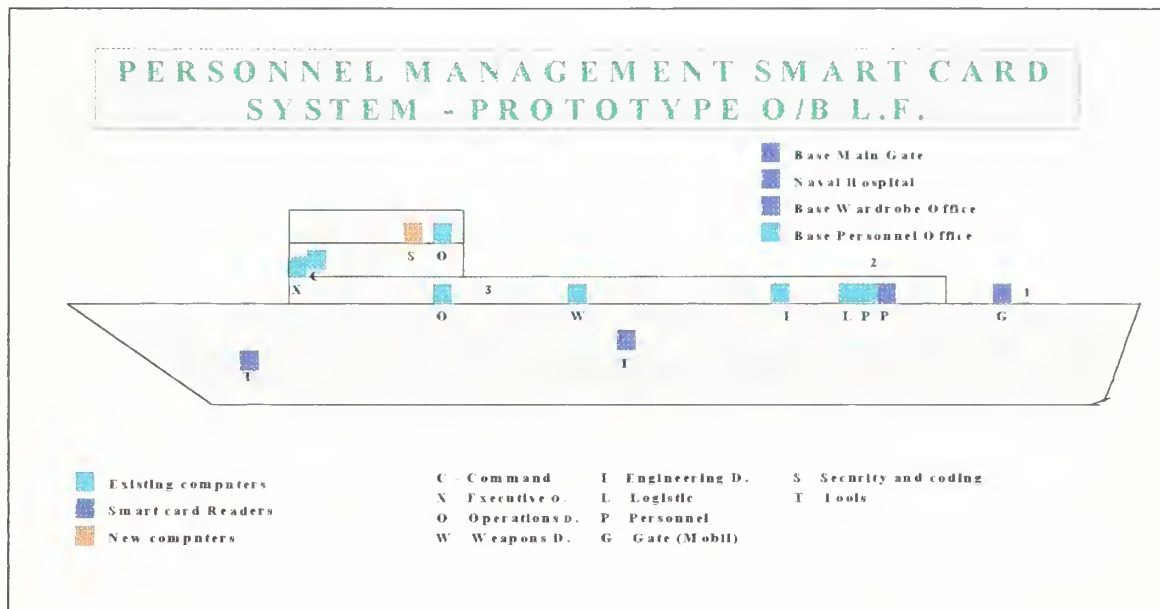 PERSONNEL MANAGEMENT SMART CARD
SYSTEM - PROTOTYPE O/B L.F.
Base Main Gate
Naval Hospital
Base Wardrobe Office
Base Personnel Office
S O
2
X C
3
1
O W I L P P G
T
T
Existing computers
Smart card Readers
New computers
C - Command
X Executive O.
O Operations D.
W Weapons D.
I Engineering D.
L Logistic
P Personnel
G Gate (Mobil)
S Security and coding
T Tools